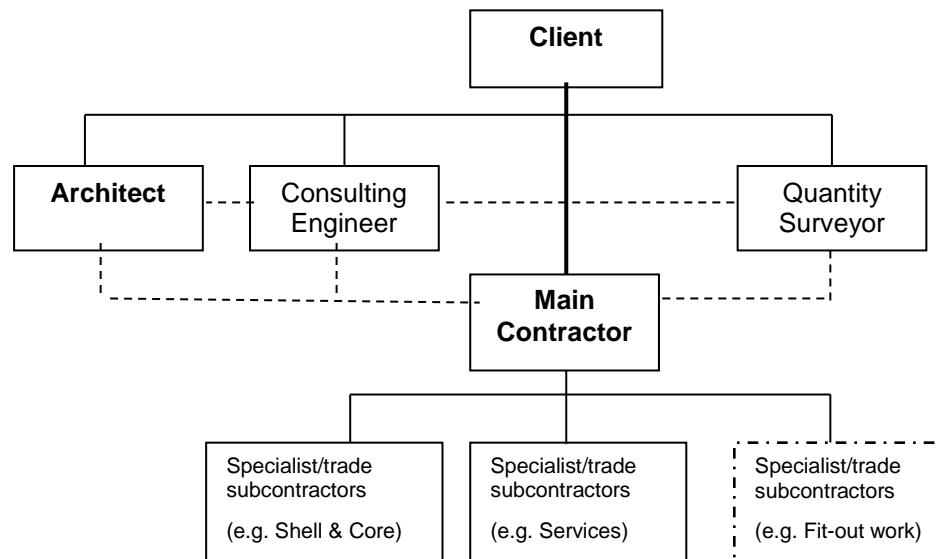 Client
Architect
Consulting
Engineer
Quantity
Surveyor
Main
Contractor
Specialist/trade
subcontractors
(e.g. Shell & Core)
Specialist/trade
subcontractors
(e.g. Services)
Specialist/trade
subcontractors
(e.g. Fit-out work)